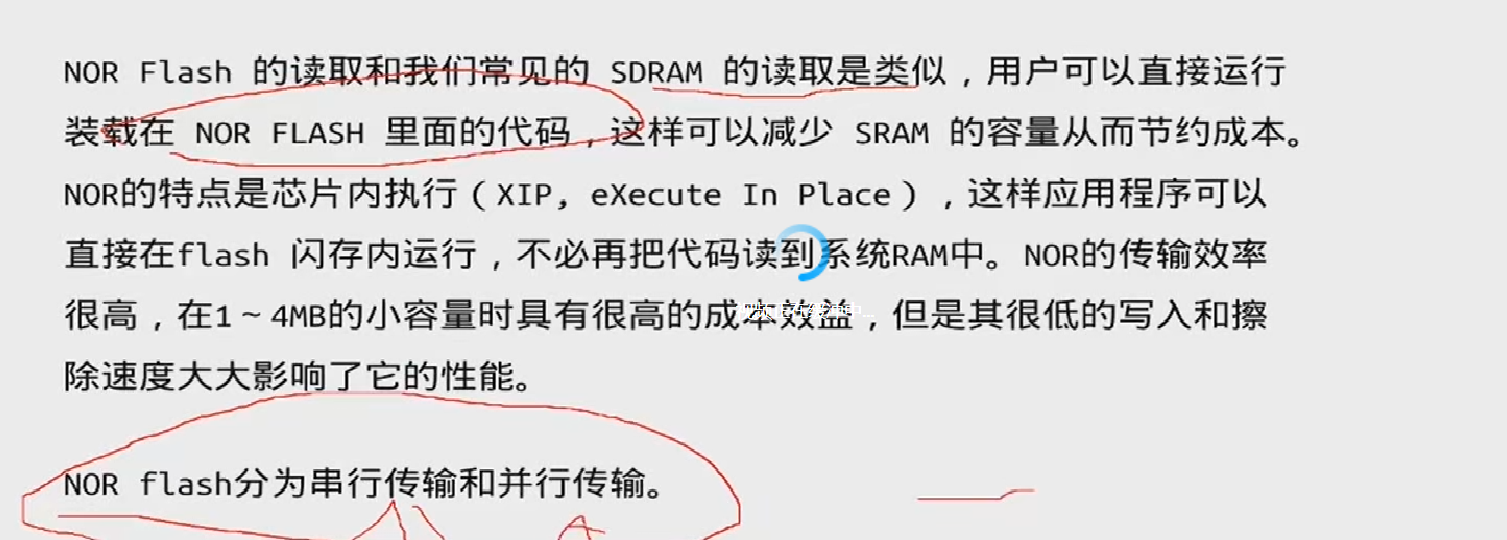 NOR Flash 的读取和我们常见的 SDRAM 的读取是类似，用户可以直接运行
装载在 NOR FLASH 里面的代码，这样可以减少 SRAM 的容量从而节约成本。
NOR的特点是芯片内执行（XIP, eXecute In Place），这样应用程序可以
直接在flash 闪存内运行，不必再把代码读到系统RAM中。NOR的传输效率
很高，在1～4MB的小容量时具有很高的成本效益，但是其很低的写入和擦
除速度大大影响了它的性能。
NOR flash分为串行传输和并行传输。